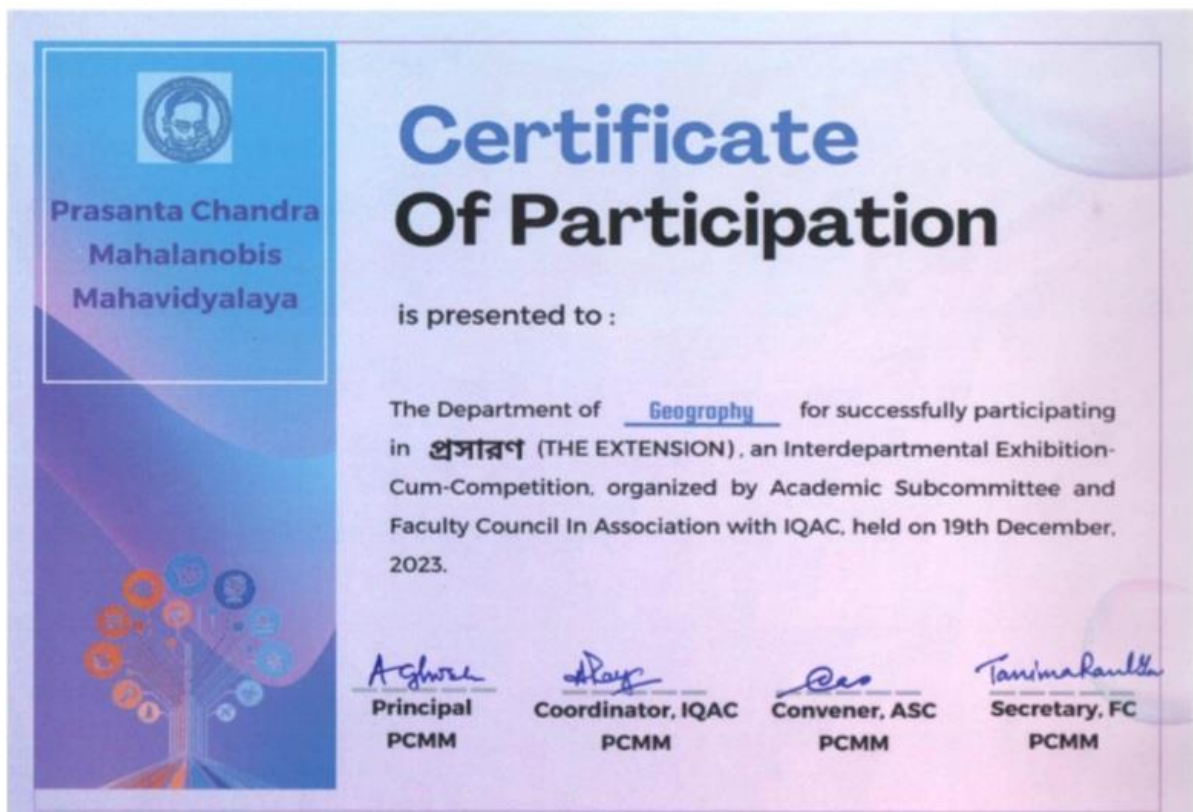 Prasanta Chandra
Mahalanobis
Mahavidyalaya
Certificate
Of Participation
is presented to :
The Department of Geography for successfully participating
in প্রসারণ (THE EXTENSION), an Interdepartmental Exhibition-
Cum-Competition, organized by Academic Subcommittee and
Faculty Council In Association with IQAC, held on 19th December,
2023.
Principal
PCMM
Coordinator, IQAC
PCMM
Convener, ASC
PCMM
Tanima
Secretary, FC
PCMM